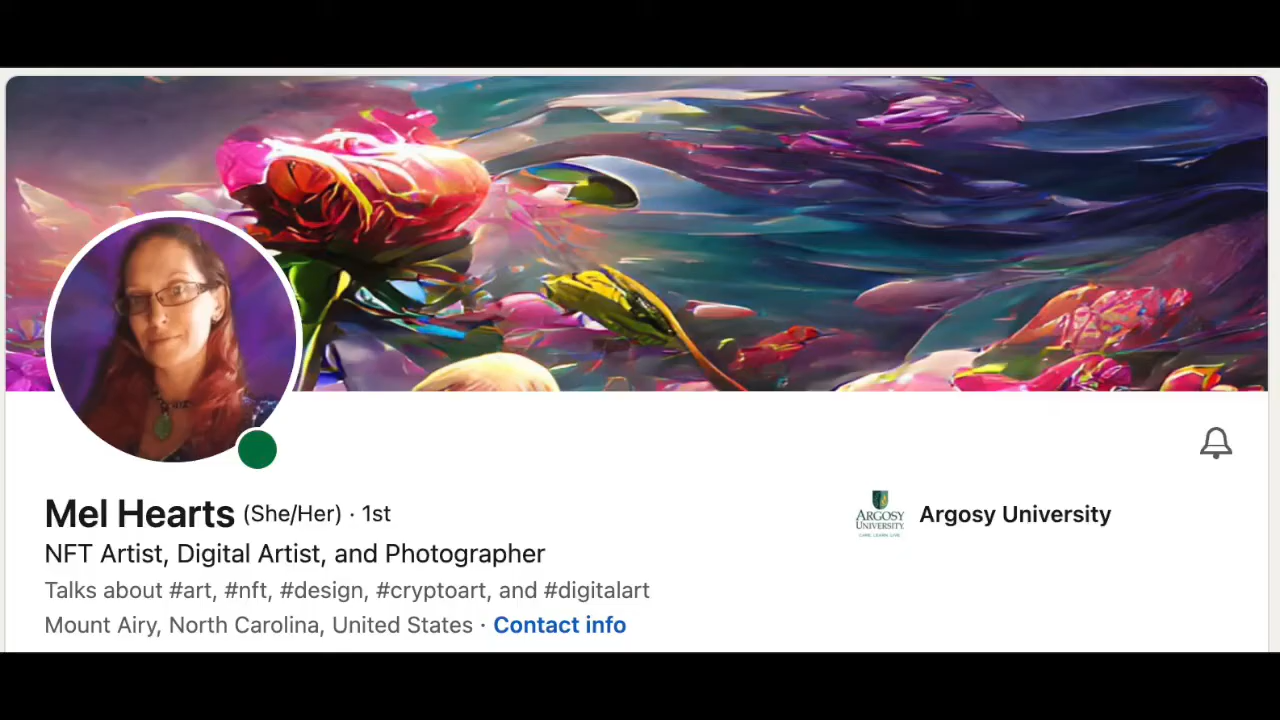 Mel Hearts (She/Her) · 1st
NFT Artist, Digital Artist, and Photographer
Talks about #art, #nft, #design, #cryptoart, and #digitalart
Mount Airy, North Carolina, United States · Contact info
ARGOSY
UNIVERSITY
Argosy University